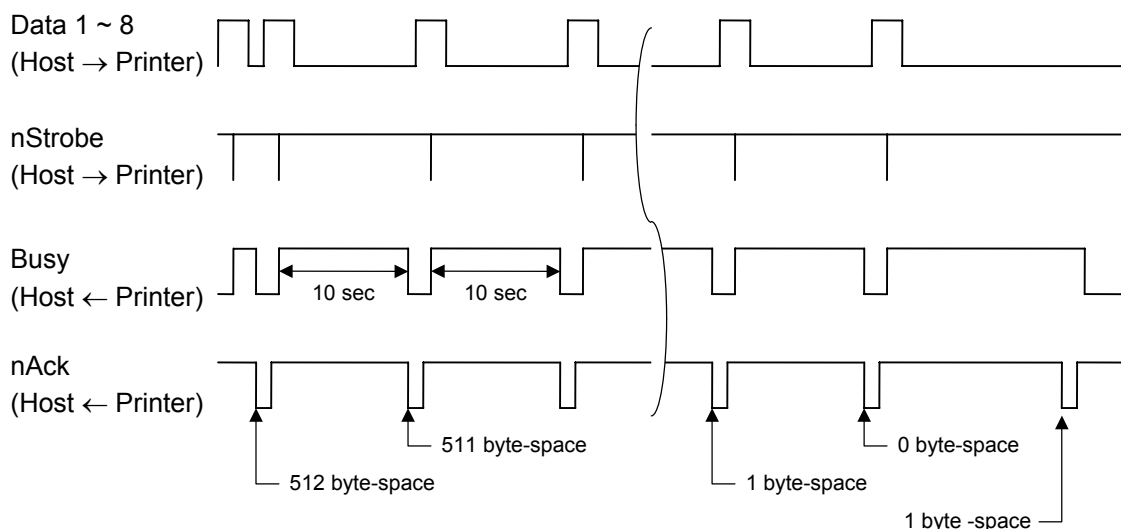 Data 1 ~ 8
(Host → Printer)
nStrobe
(Host → Printer)
Busy
(Host ← Printer)
10 sec
10 sec
nAck
(Host ← Printer)
511 byte-space
0 byte-space
512 byte-space
1 byte-space
1 byte -space